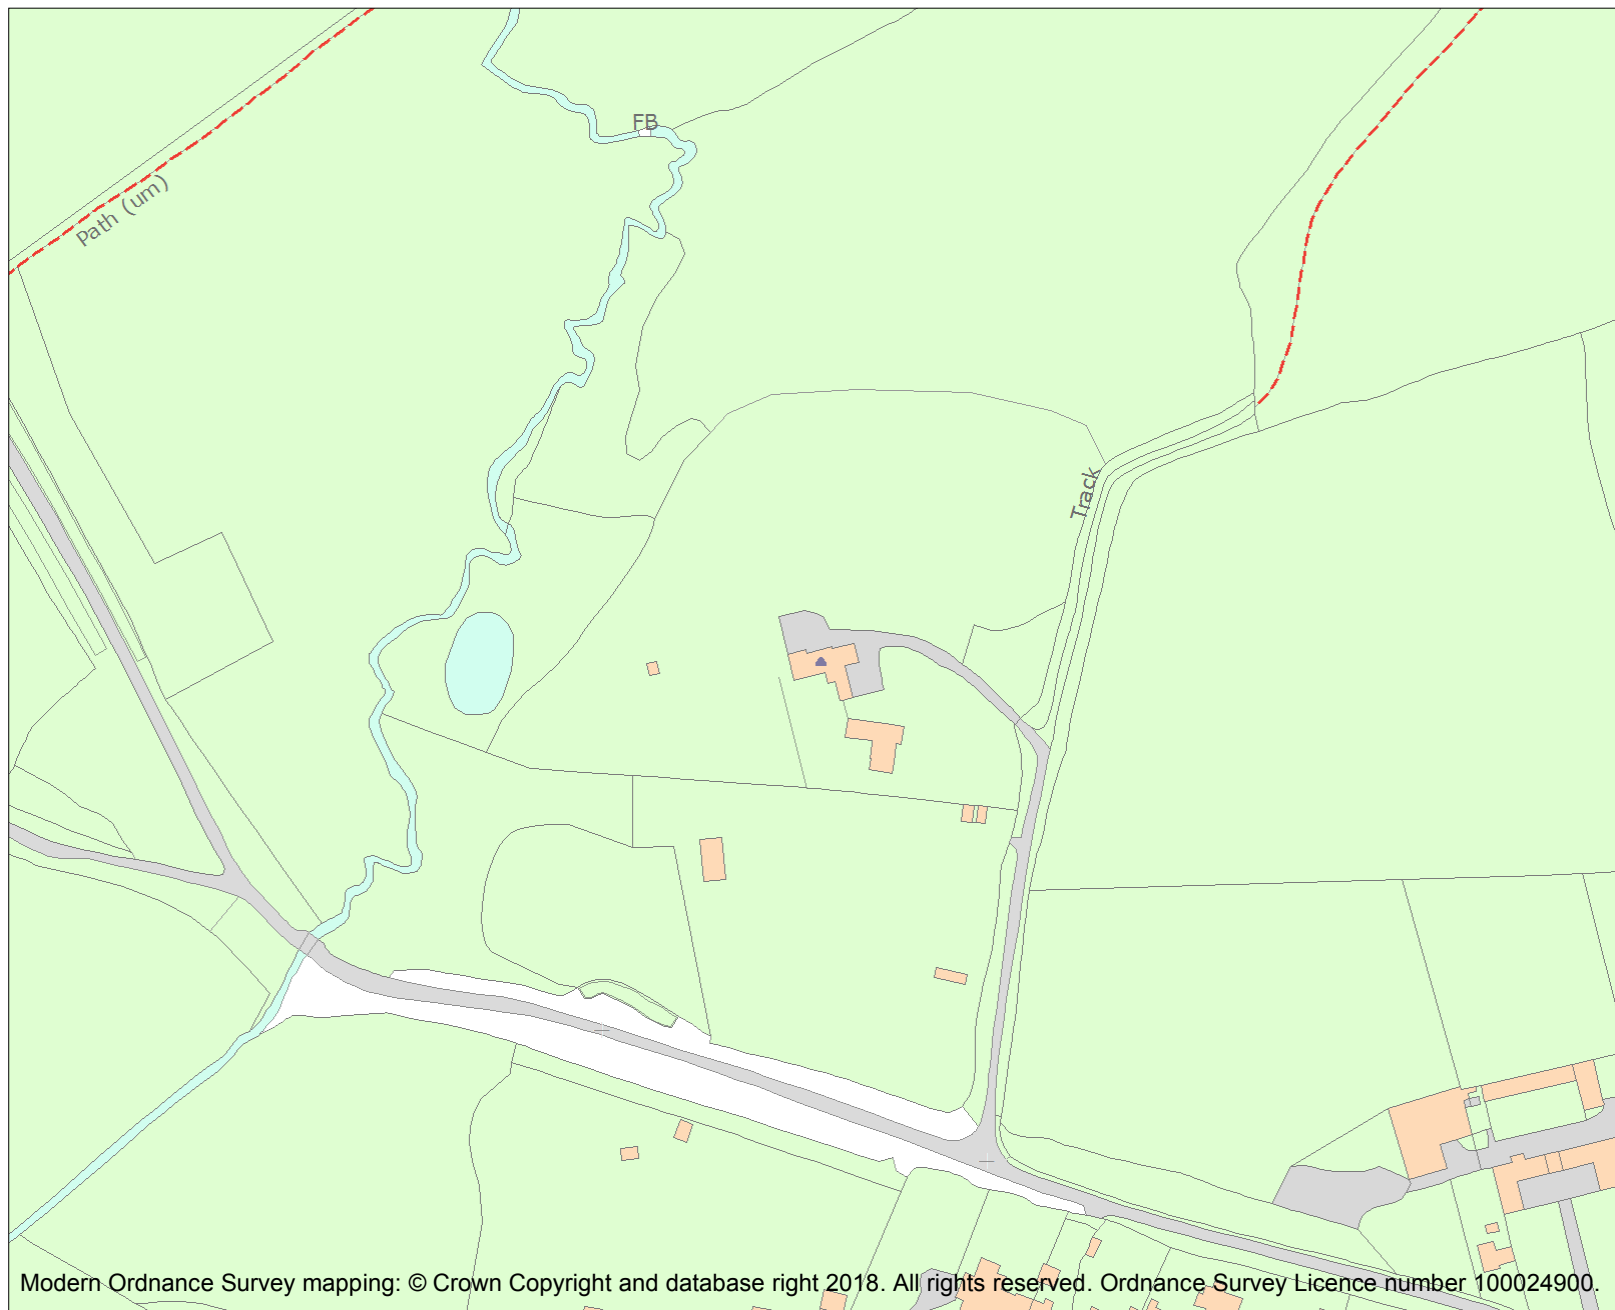 FB
Path (um)
Track
Modern Ordnance Survey mapping: © Crown Copyright and database right 2018. All rights reserved. Ordnance Survey Licence number 100024900.